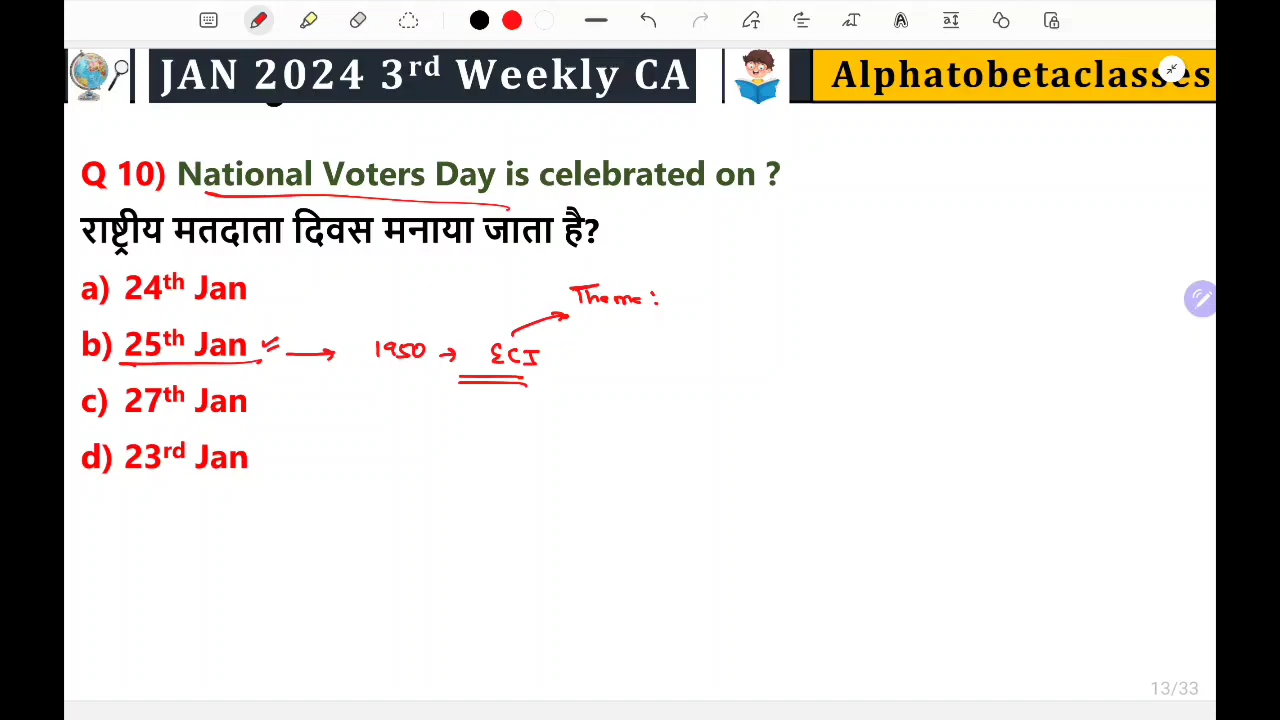 JAN 2024 3rd Weekly CA
Alphatobetaclasses
Q 10) National Voters Day is celebrated on ?
राष्ट्रीय मतदाता दिवस मनाया जाता है?
a) 24th Jan
Theme:
b) 25th Jan → 1950 → ECI
c) 27th Jan
d) 23rd Jan
13/33